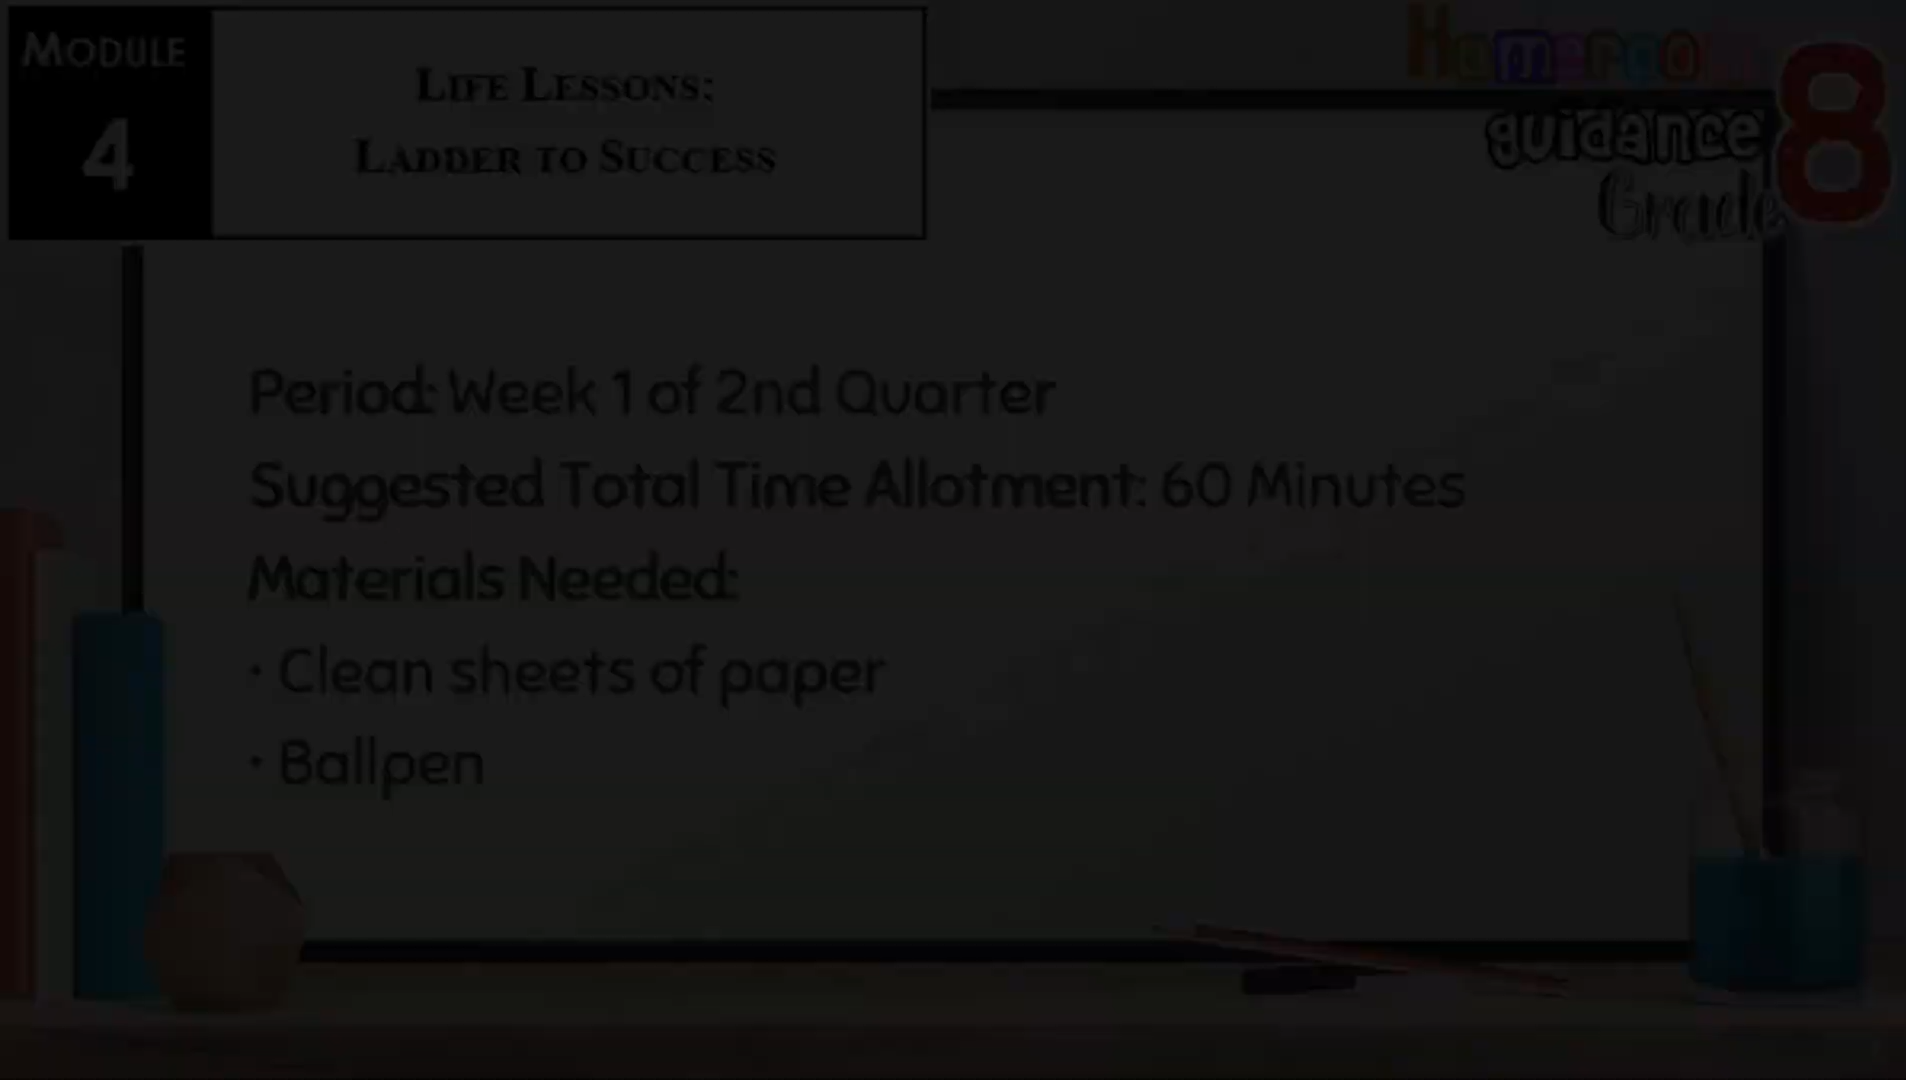 MODULE
4
LIFE LESSONS:
LADDER TO SUCCESS
Homeroom
guidance
Grade 8
Period: Week 1 of 2nd Quarter
Suggested Total Time Allotment: 60 Minutes
Materials Needed:
• Clean sheets of paper
• Ballpen